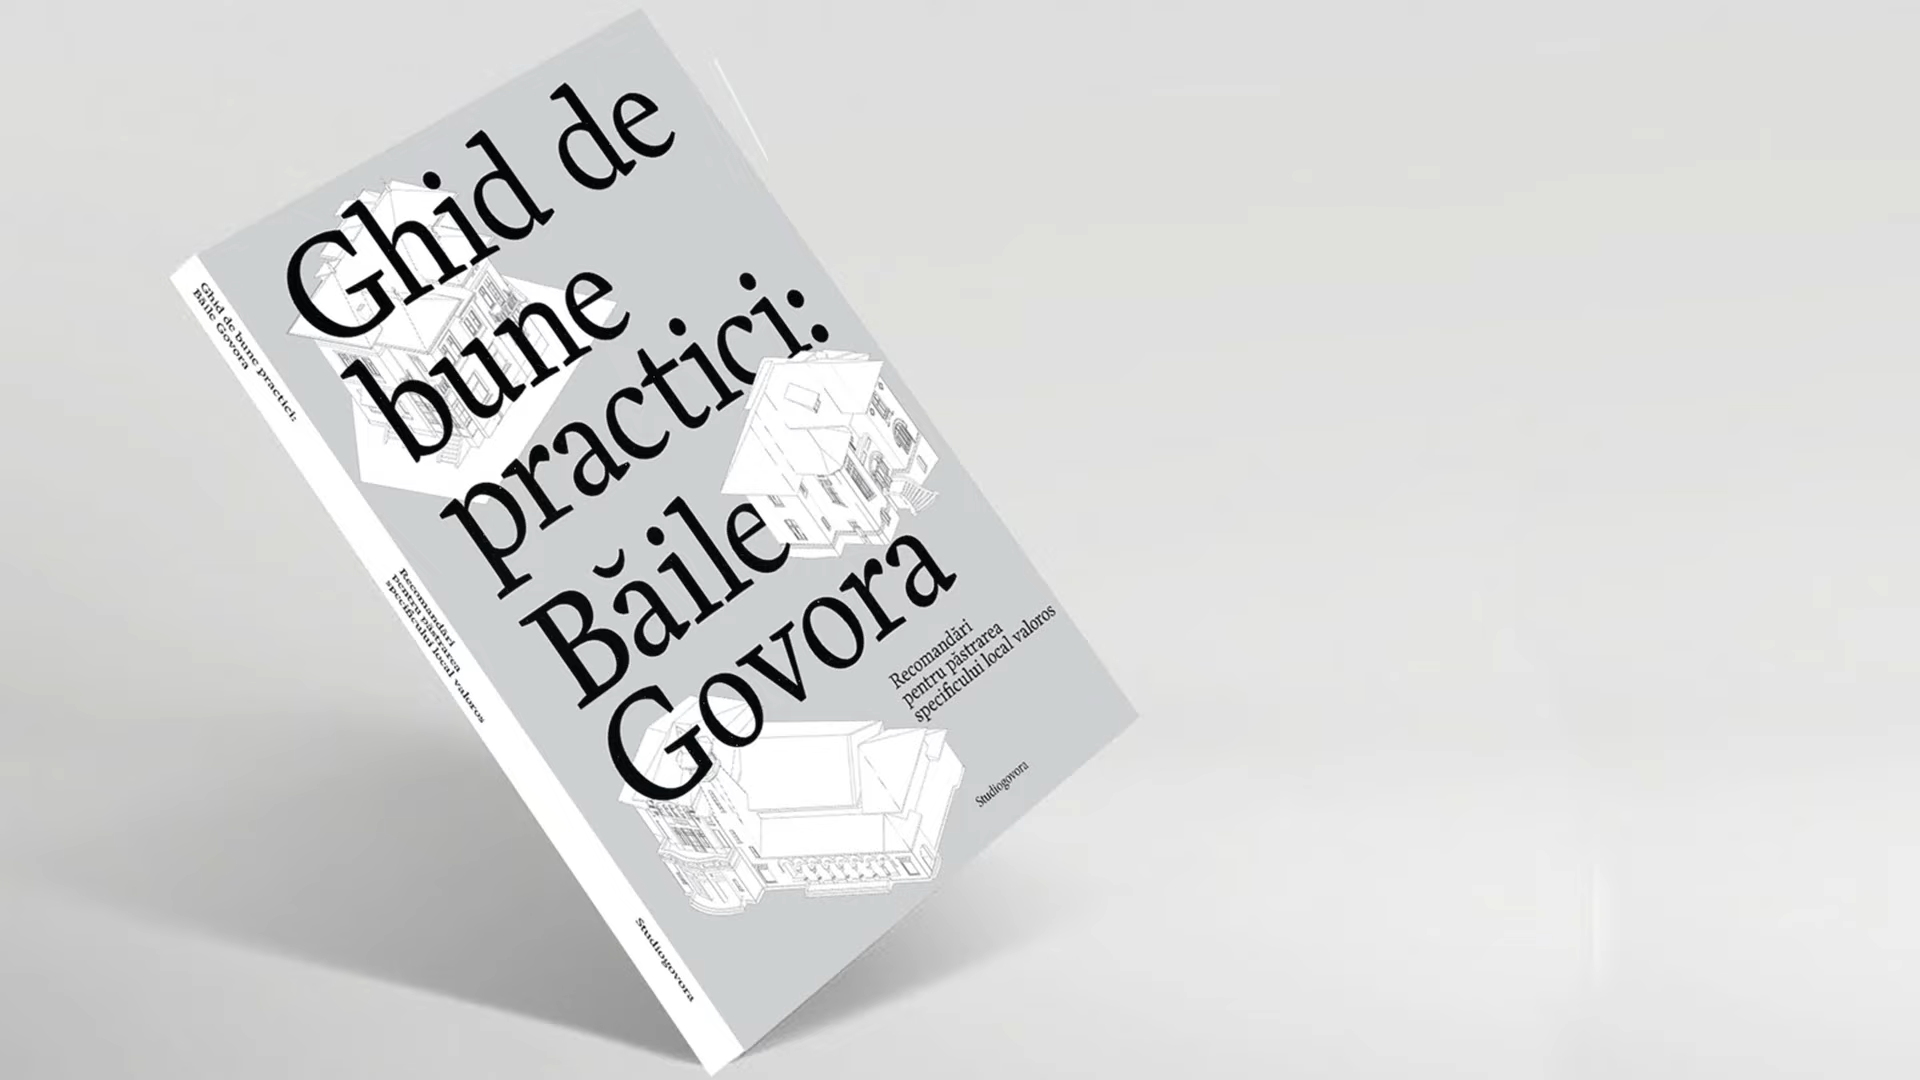 Ghid de
bune
practici:
Băile
Govora
Recomandări
pentru păstrarea
specificului local valoros
Studiogovora
Ghid de bune practici:
Băile Govora
Recomandări
pentru păstrarea
specificului local valoros
Studiogovora